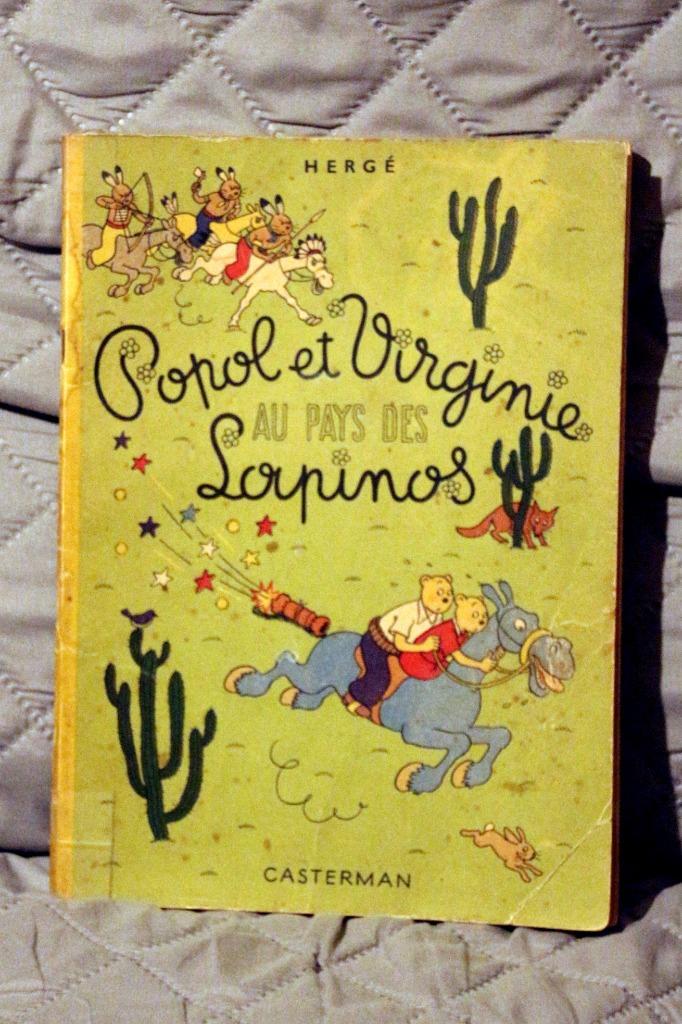 HERGÉ
Popol et Virginie
AU PAYS DES
Lapinos
CASTERMAN